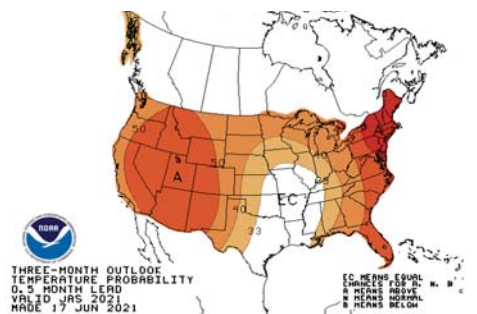 50
50
A
40
EC
40
33
33
NOAA
THREE-MONTH OUTLOOK
TEMPERATURE PROBABILITY
0.5 MONTH LEAD
VALID JAS 2021
MADE 17 JUN 2021
EC MEANS EQUAL
CHANCES FOR A, N, B
A MEANS ABOVE
N MEANS NORMAL
B MEANS BELOW